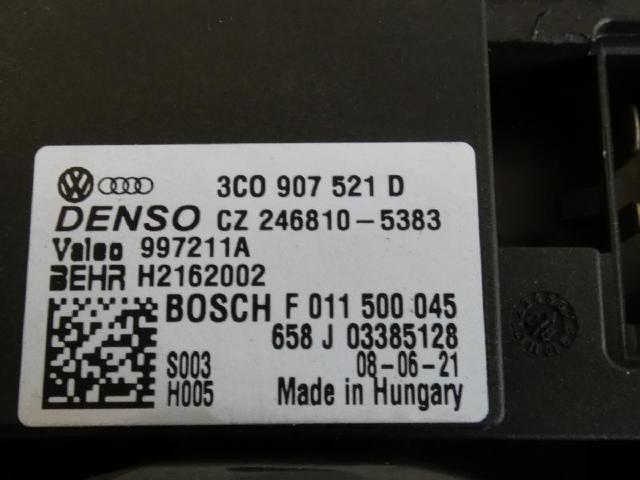 3C0 907 521 D
DENSO CZ 246810-5383
Valeo 997211A
BEHR H2162002
BOSCH F 011 500 045
658 J 03385128
S003 08-06-21
H005 Made in Hungary